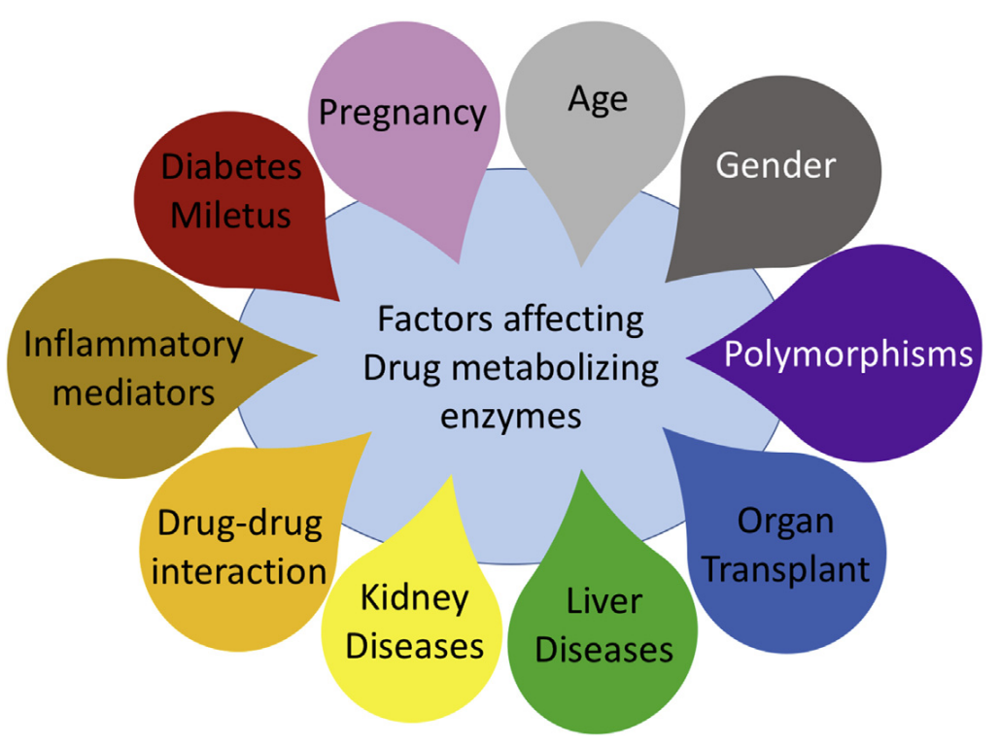 Pregnancy
Age
Gender
Diabetes
Miletus
Inflammatory
mediators
Factors affecting
Drug metabolizing
enzymes
Polymorphisms
Drug-drug
interaction
Organ
Transplant
Kidney
Diseases
Liver
Diseases